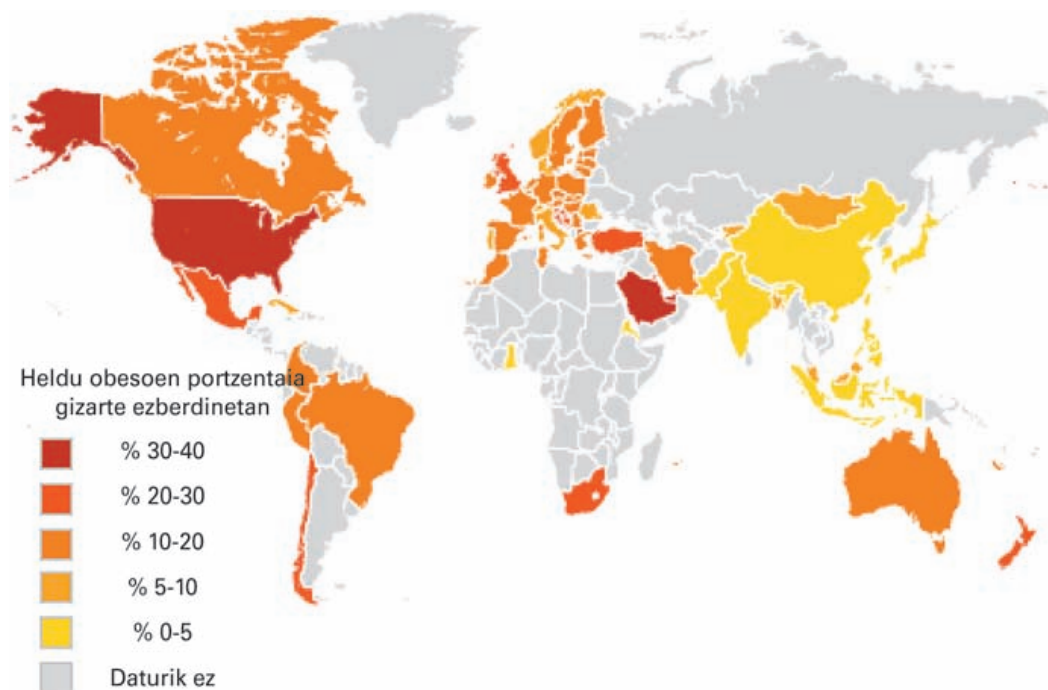 Heldu obesoen portzentaia
gizarte ezberdinetan
% 30-40
% 20-30
% 10-20
% 5-10
% 0-5
Daturik ez